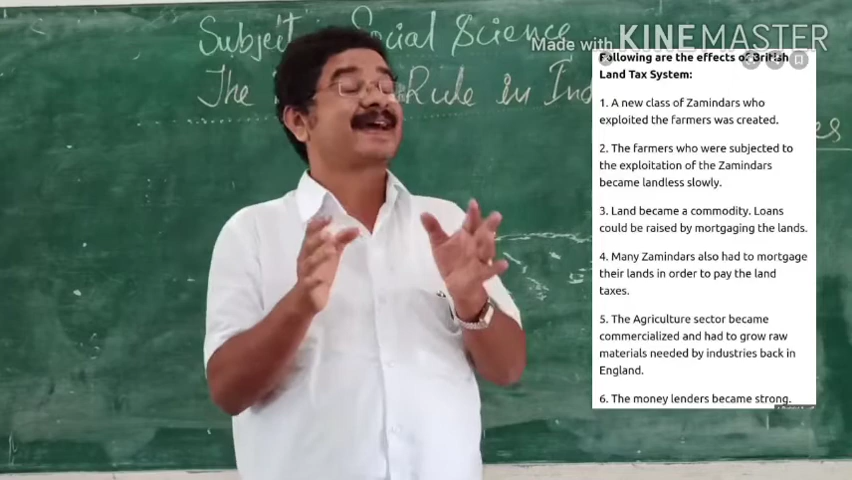 Subject: Social Science
Made with KINEMASTER
The Rule in Ind
Following are the effects of British
Land Tax System:
1. A new class of Zamindars who
exploited the farmers was created.
2. The farmers who were subjected to
the exploitation of the Zamindars
became landless slowly.
3. Land became a commodity. Loans
could be raised by mortgaging the lands.
4. Many Zamindars also had to mortgage
their lands in order to pay the land
taxes.
5. The Agriculture sector became
commercialized and had to grow raw
materials needed by industries back in
England.
6. The money lenders became strong.